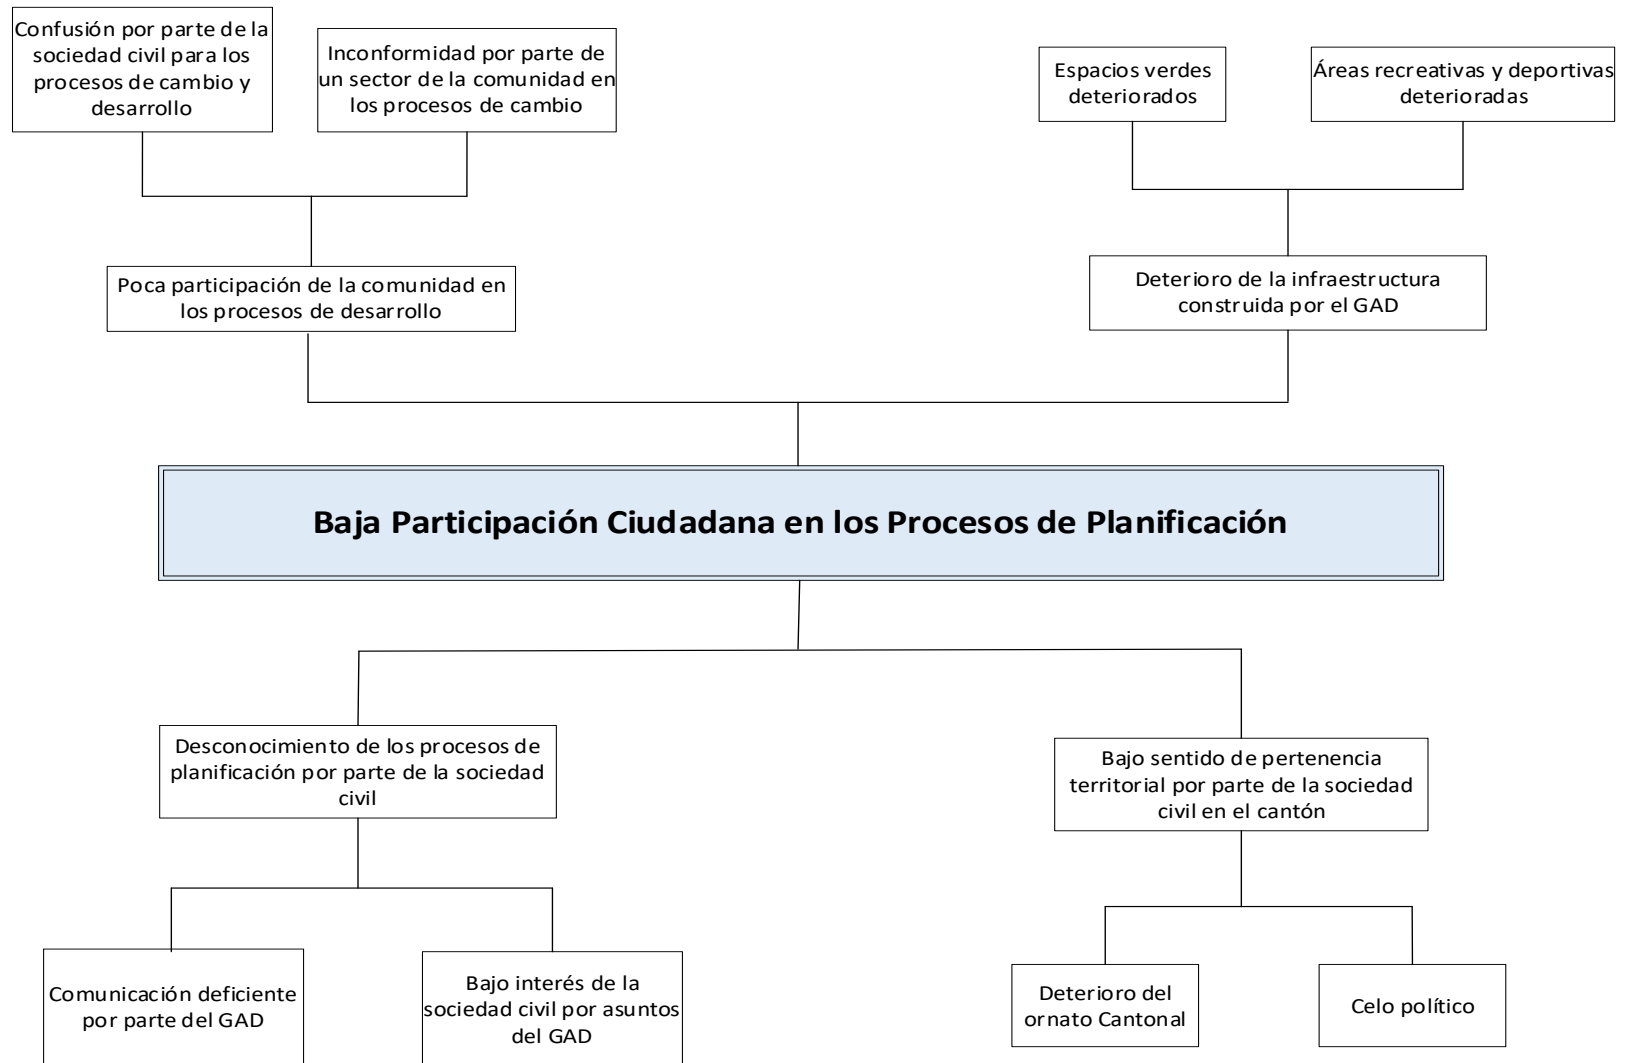 Confusión por parte de la
sociedad civil para los
procesos de cambio y
desarrollo
Inconformidad por parte de
un sector de la comunidad en
los procesos de cambio
Espacios verdes
deteriorados
Áreas recreativas y deportivas
deterioradas
Poca participación de la comunidad en
los procesos de desarrollo
Deterioro de la infraestructura
construida por el GAD
Baja Participación Ciudadana en los Procesos de Planificación
Desconocimiento de los procesos de
planificación por parte de la sociedad
civil
Bajo sentido de pertenencia
territorial por parte de la sociedad
civil en el cantón
Comunicación deficiente
por parte del GAD
Bajo interés de la
sociedad civil por asuntos
del GAD
Deterioro del
ornato Cantonal
Celo político